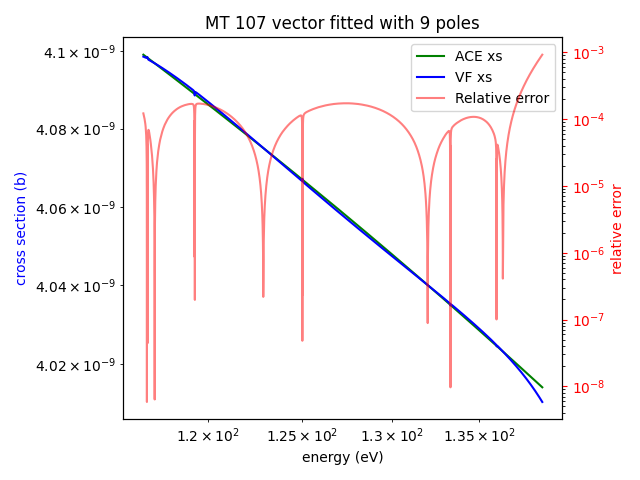 MT 107 vector fitted with 9 poles
ACE xs
VF xs
Relative error
4.1 × 10⁻⁹
4.08 × 10⁻⁹
4.06 × 10⁻⁹
4.04 × 10⁻⁹
4.02 × 10⁻⁹
cross section (b)
10⁻³
10⁻⁴
10⁻⁵
10⁻⁶
10⁻⁷
10⁻⁸
relative error
1.2 × 10² 1.25 × 10² 1.3 × 10² 1.35 × 10²
energy (eV)